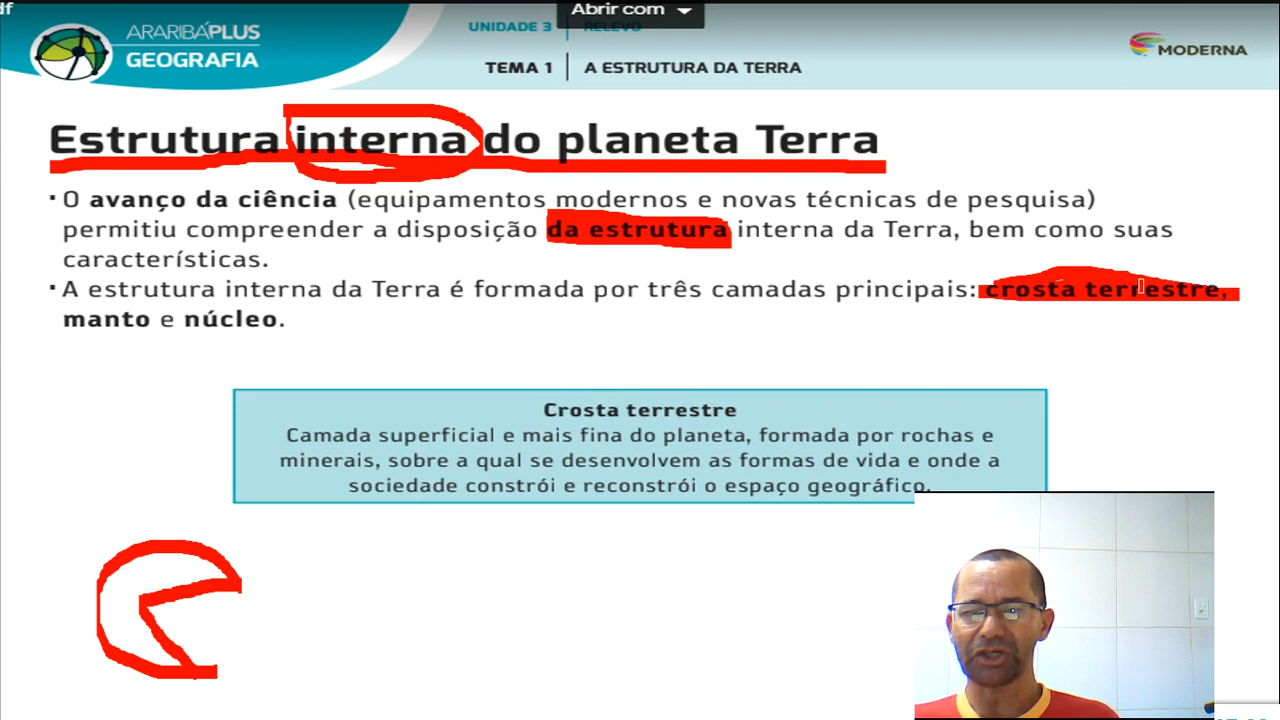 df
Abrir com
ARARIBÁPLUS
GEOGRAFIA
UNIDADE 3 RELEVO
TEMA 1 A ESTRUTURA DA TERRA
MODERNA
Estrutura interna do planeta Terra
· O avanço da ciência (equipamentos modernos e novas técnicas de pesquisa)
permitiu compreender a disposição da estrutura interna da Terra, bem como suas
características.
· A estrutura interna da Terra é formada por três camadas principais: crosta terrestre,
manto e núcleo.
Crosta terrestre
Camada superficial e mais fina do planeta, formada por rochas e
minerais, sobre a qual se desenvolvem as formas de vida e onde a
sociedade constrói e reconstrói o espaço geográfico.